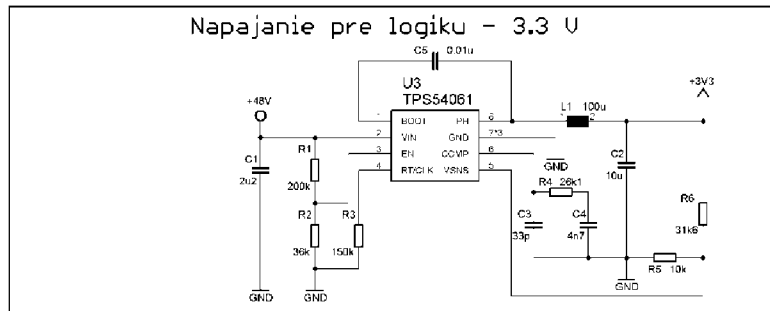 Napajanie pre logiku - 3.3 V
C5
0.01u
U3
TPS54061
+48V
+3V3
1 BOOT PH 8
2 VIN GND 7*3
3 EN COMP 6
4 RT/CLK VSNS 5
L1 100u
1 2
C1
2u2
R1
200k
R2
36k
R3
150k
GND
R4 26k1
C3
33p
C4
4n7
C2
10u
R6
31k6
R5 10k
GND
GND
GND